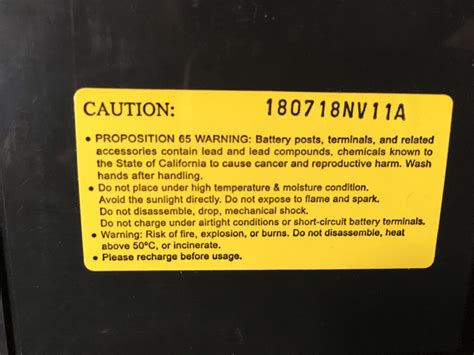 CAUTION: 180718NV11A
• PROPOSITION 65 WARNING: Battery posts, terminals, and related
accessories contain lead and lead compounds, chemicals known to
the State of California to cause cancer and reproductive harm. Wash
hands after handling.
• Do not place under high temperature & moisture condition.
Avoid the sunlight directly. Do not expose to flame and spark.
Do not disassemble, drop, mechanical shock.
Do not charge under airtight conditions or short-circuit battery terminals.
• Warning: Risk of fire, explosion, or burns. Do not disassemble, heat
above 50ºC, or incinerate.
• Please recharge before usage.